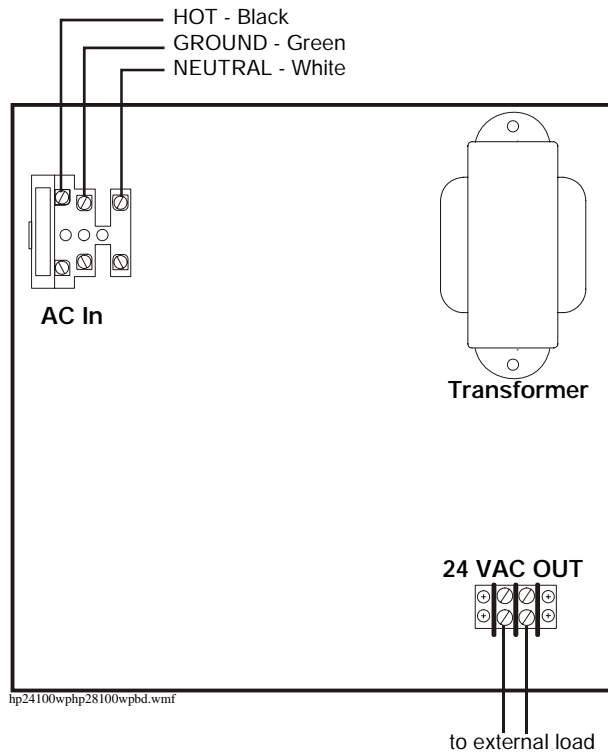 HOT - Black
GROUND - Green
NEUTRAL - White
AC In
Transformer
24 VAC OUT
hp24100wphp28100wpbd.wmf
to external load